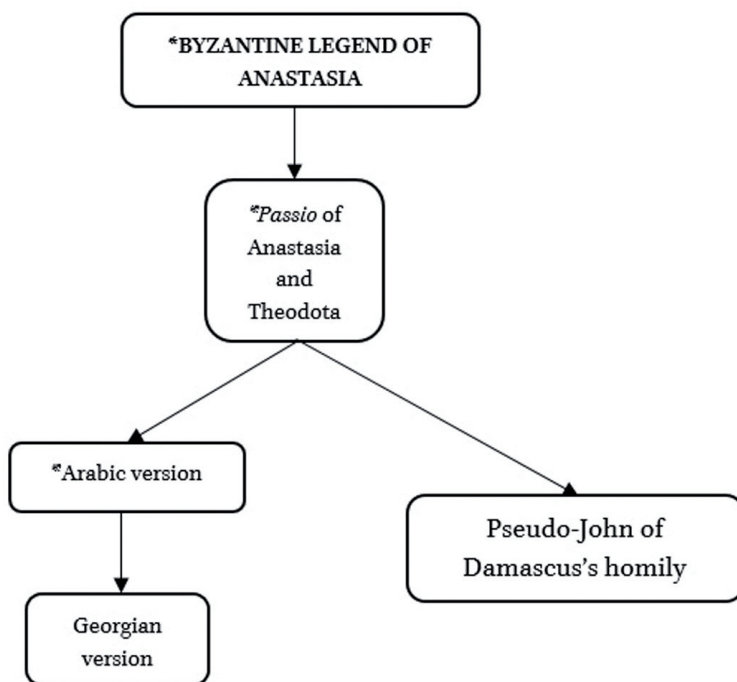 *BYZANTINE LEGEND OF
ANASTASIA
*Passio of
Anastasia
and
Theodota
*Arabic version
Pseudo-John of
Damascus’s homily
Georgian
version